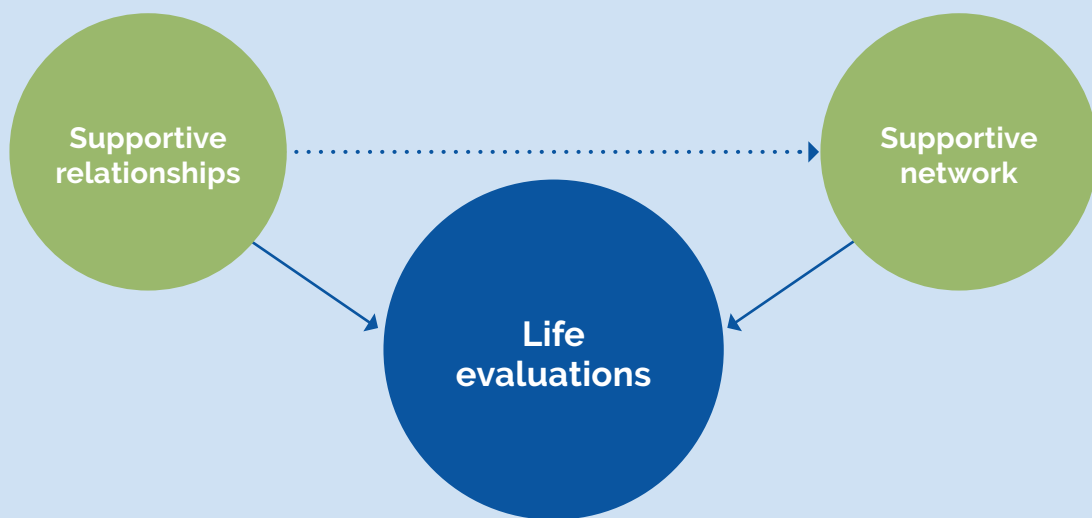 Supportive
relationships
Supportive
network
Life
evaluations